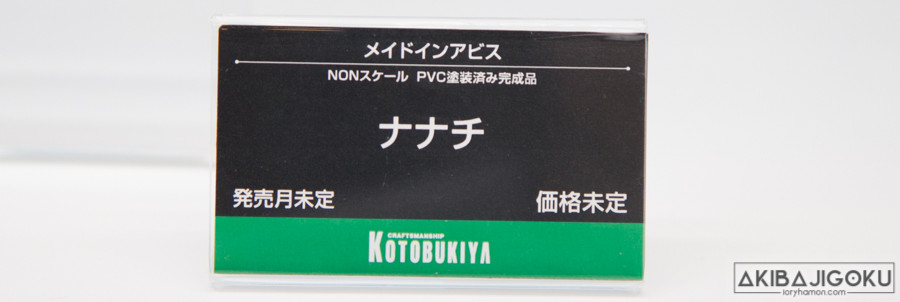 メイドインアビス
NONスケール PVC塗装済み完成品
ナナチ
発売月未定 価格未定
CRAFTSMANSHIP
KOTOBUKIYA
AKIBAJIGOKU
loryhamon.com